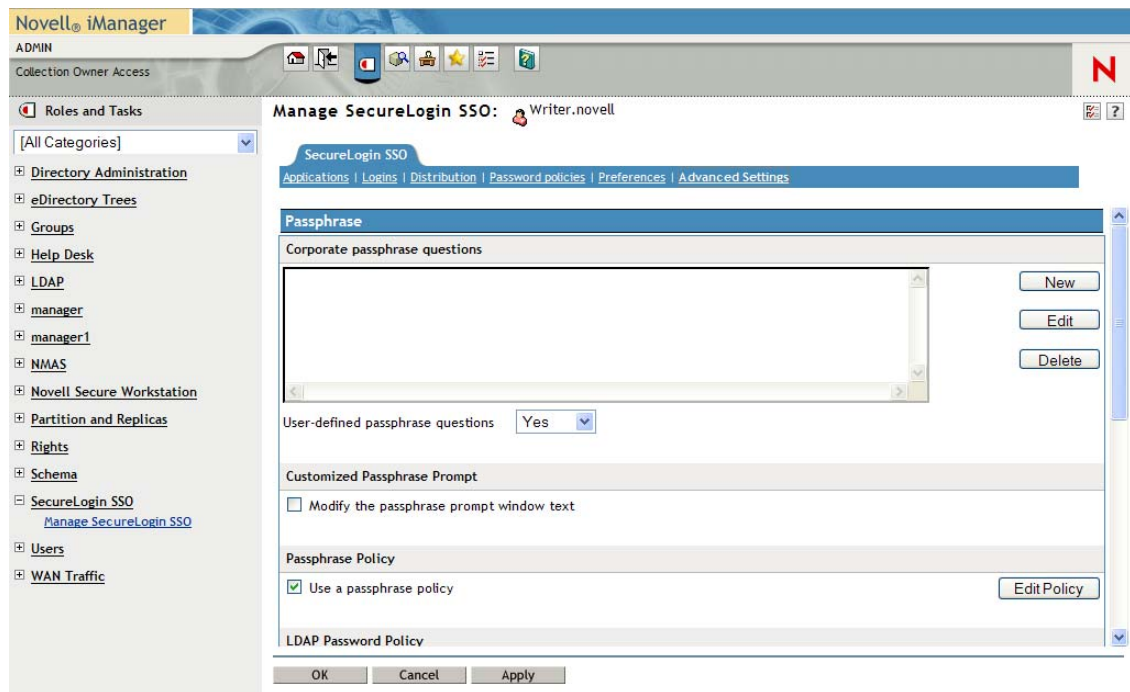 Novell® iManager
ADMIN
Collection Owner Access
N
Roles and Tasks
[All Categories]
Directory Administration
eDirectory Trees
Groups
Help Desk
LDAP
manager
manager1
NMAS
Novell Secure Workstation
Partition and Replicas
Rights
Schema
SecureLogin SSO
Manage SecureLogin SSO
Users
WAN Traffic
Manage SecureLogin SSO: Writer.novell
?
SecureLogin SSO
Applications | Logins | Distribution | Password policies | Preferences | Advanced Settings
Passphrase
Corporate passphrase questions
New
Edit
Delete
User-defined passphrase questions Yes
Customized Passphrase Prompt
Modify the passphrase prompt window text
Passphrase Policy
Use a passphrase policy Edit Policy
LDAP Password Policy
OK Cancel Apply